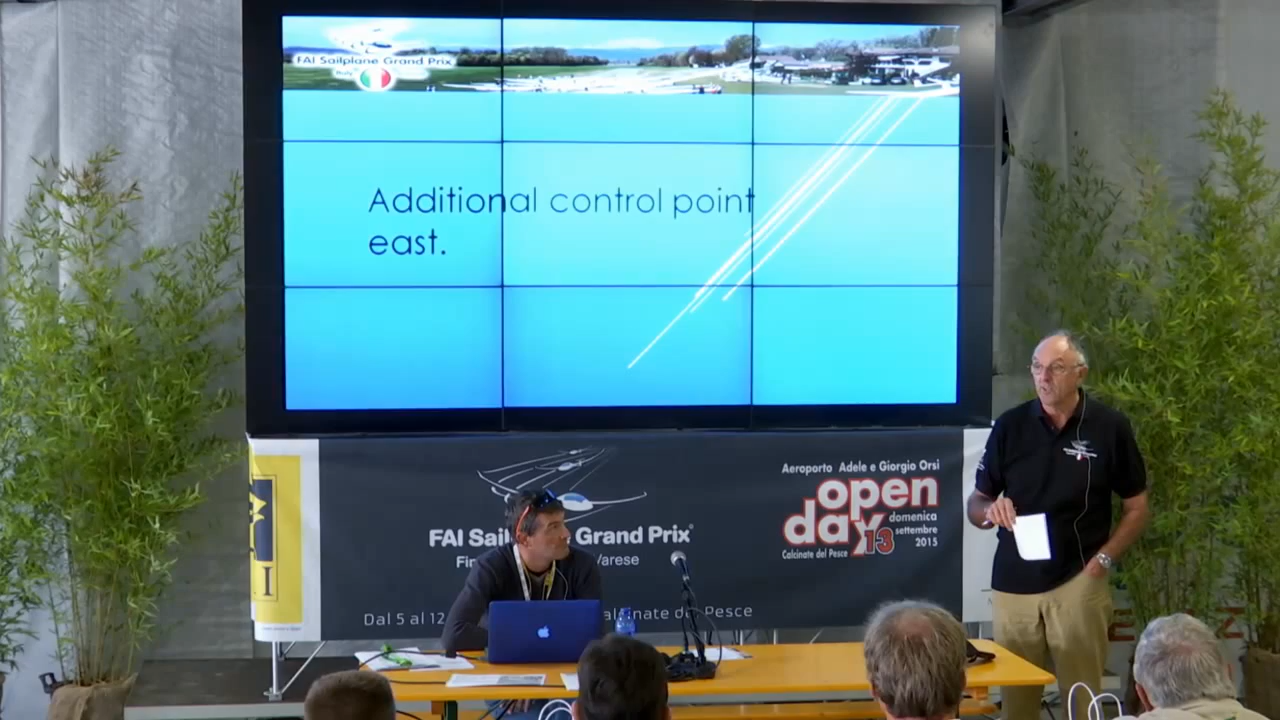 FAI Sailplane Grand Prix
Italy
Additional control point
east.
Aeroporto Adele e Giorgio Orsi
open
day 13
domenica
settembre
2015
Calcinate del Pesce
FAI Grand Prix
Varese
Dal 5 al 12
Pesce